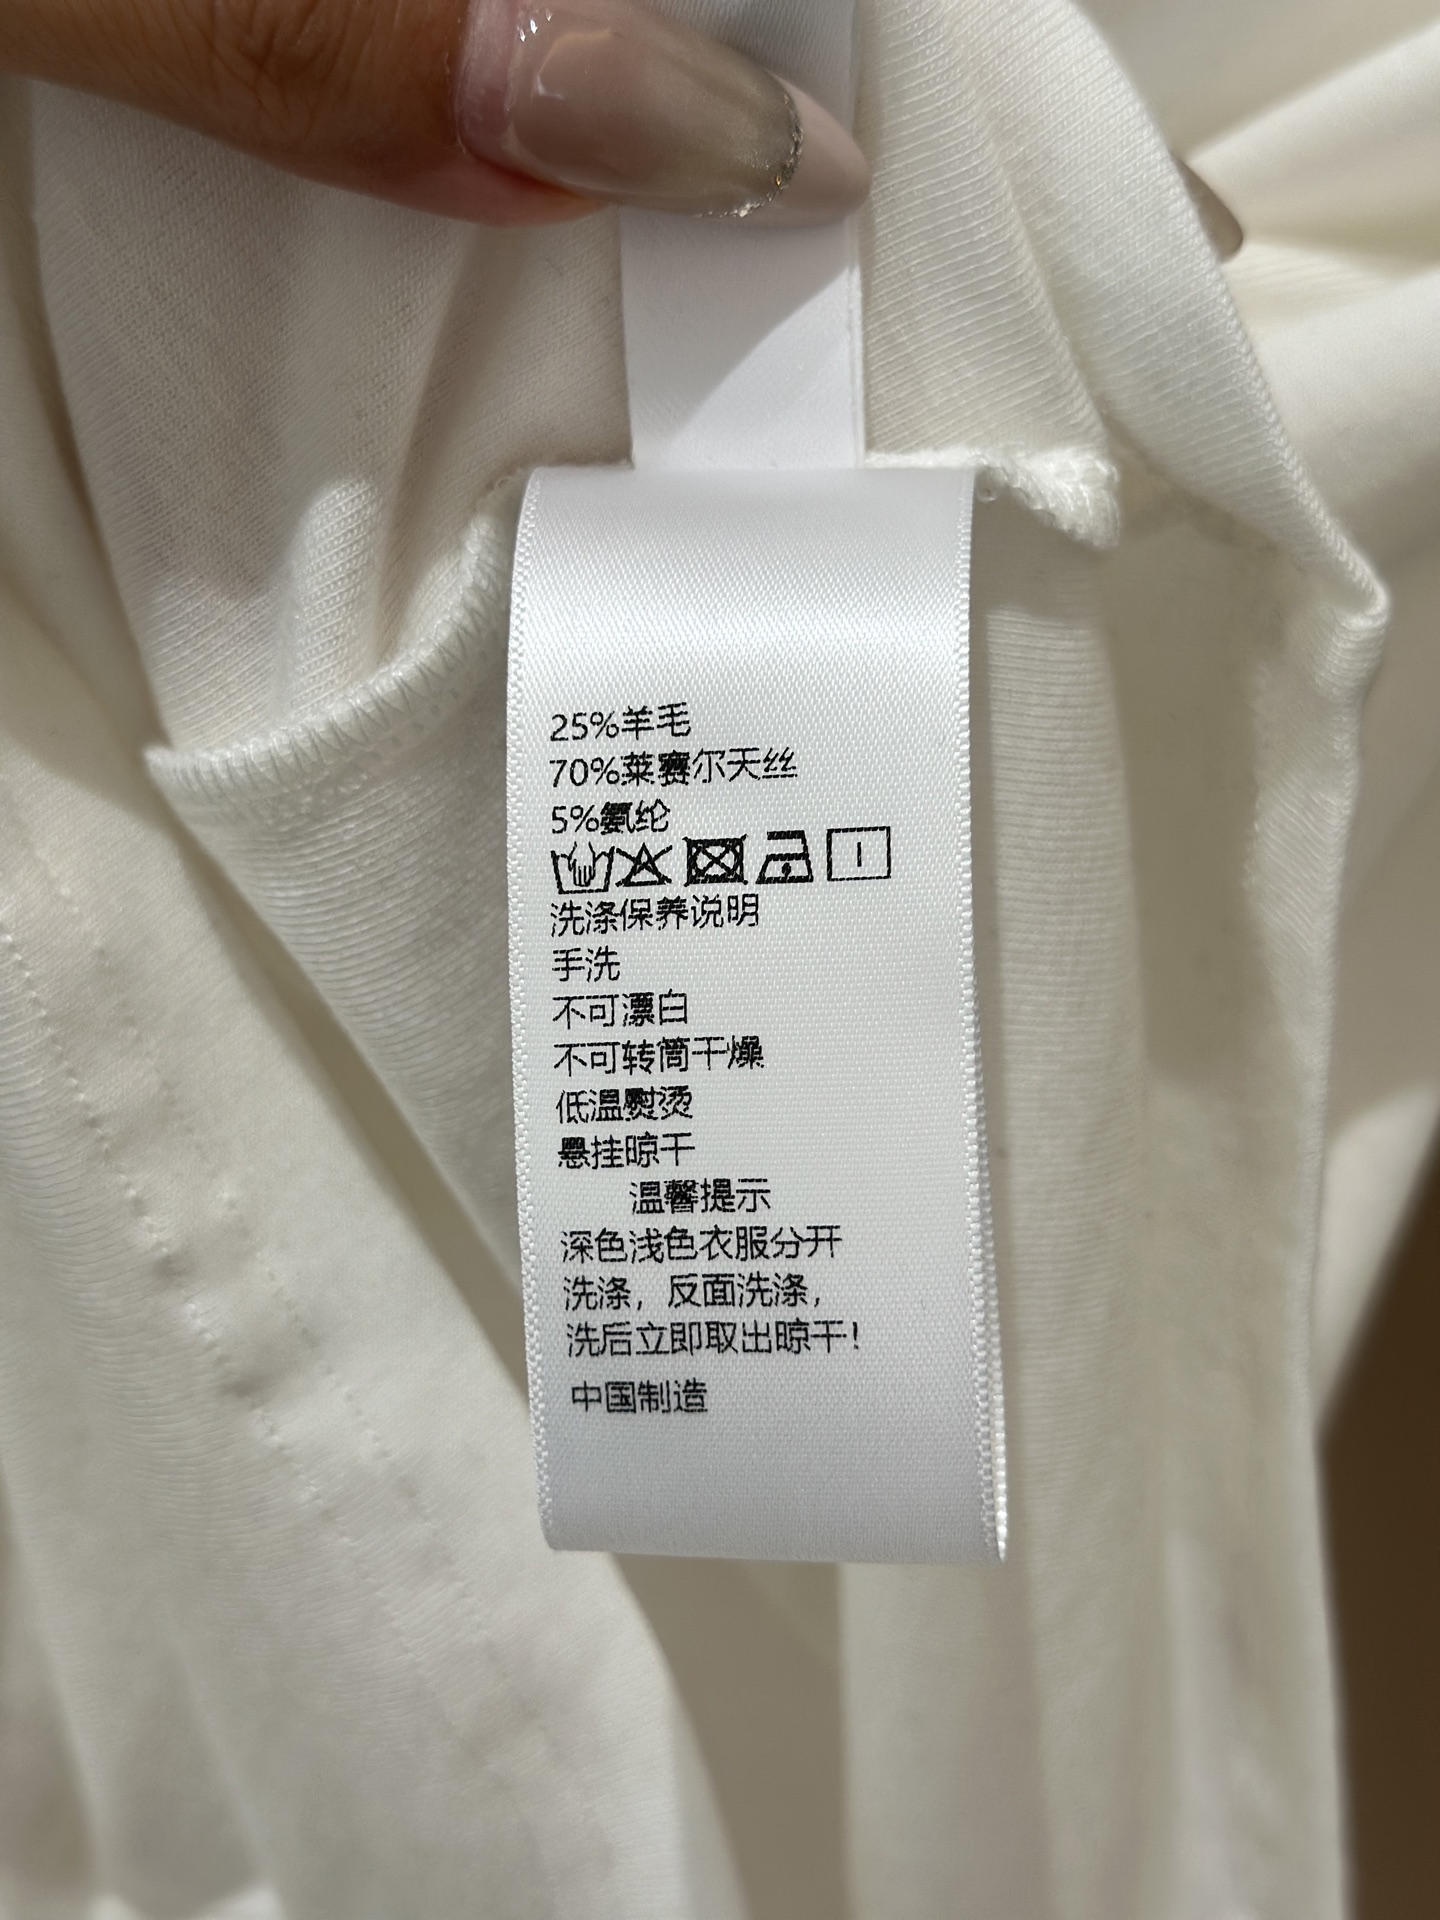 25%羊毛
70%莱赛尔天丝
5%氨纶
洗涤保养说明
手洗
不可漂白
不可转筒干燥
低温熨烫
悬挂晾干
温馨提示
深色浅色衣服分开
洗涤，反面洗涤，
洗后立即取出晾干！
中国制造